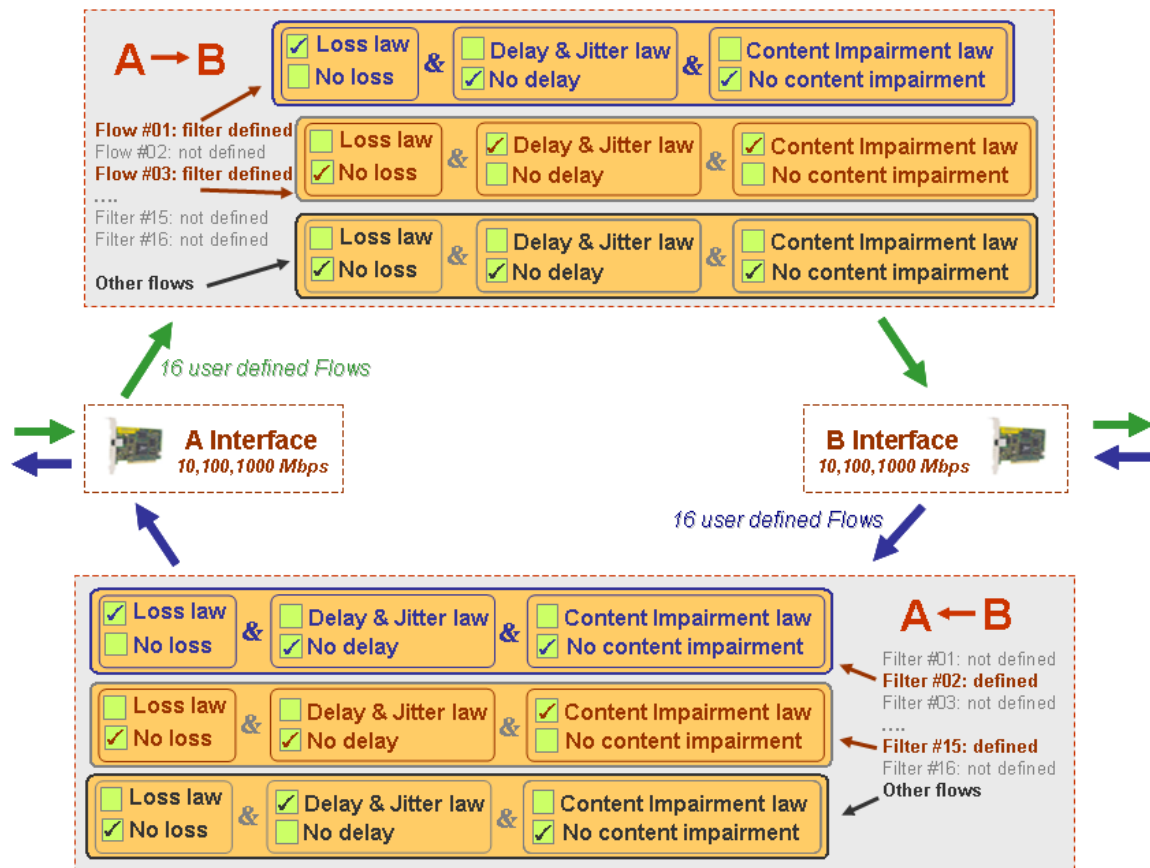 A → B
Loss law
No loss
&
Delay & Jitter law
No delay
&
Content Impairment law
No content impairment
Flow #01: filter defined
Flow #02: not defined
Flow #03: filter defined
....
Filter #15: not defined
Filter #16: not defined
Other flows
Loss law
No loss
&
Delay & Jitter law
No delay
&
Content Impairment law
No content impairment
Loss law
No loss
&
Delay & Jitter law
No delay
&
Content Impairment law
No content impairment
16 user defined Flows
A Interface
10,100,1000 Mbps
B Interface
10,100,1000 Mbps
16 user defined Flows
Loss law
No loss
&
Delay & Jitter law
No delay
&
Content Impairment law
No content impairment
Loss law
No loss
&
Delay & Jitter law
No delay
&
Content Impairment law
No content impairment
Loss law
No loss
&
Delay & Jitter law
No delay
&
Content Impairment law
No content impairment
A ← B
Filter #01: not defined
Filter #02: defined
Filter #03: not defined
....
Filter #15: defined
Filter #16: not defined
Other flows